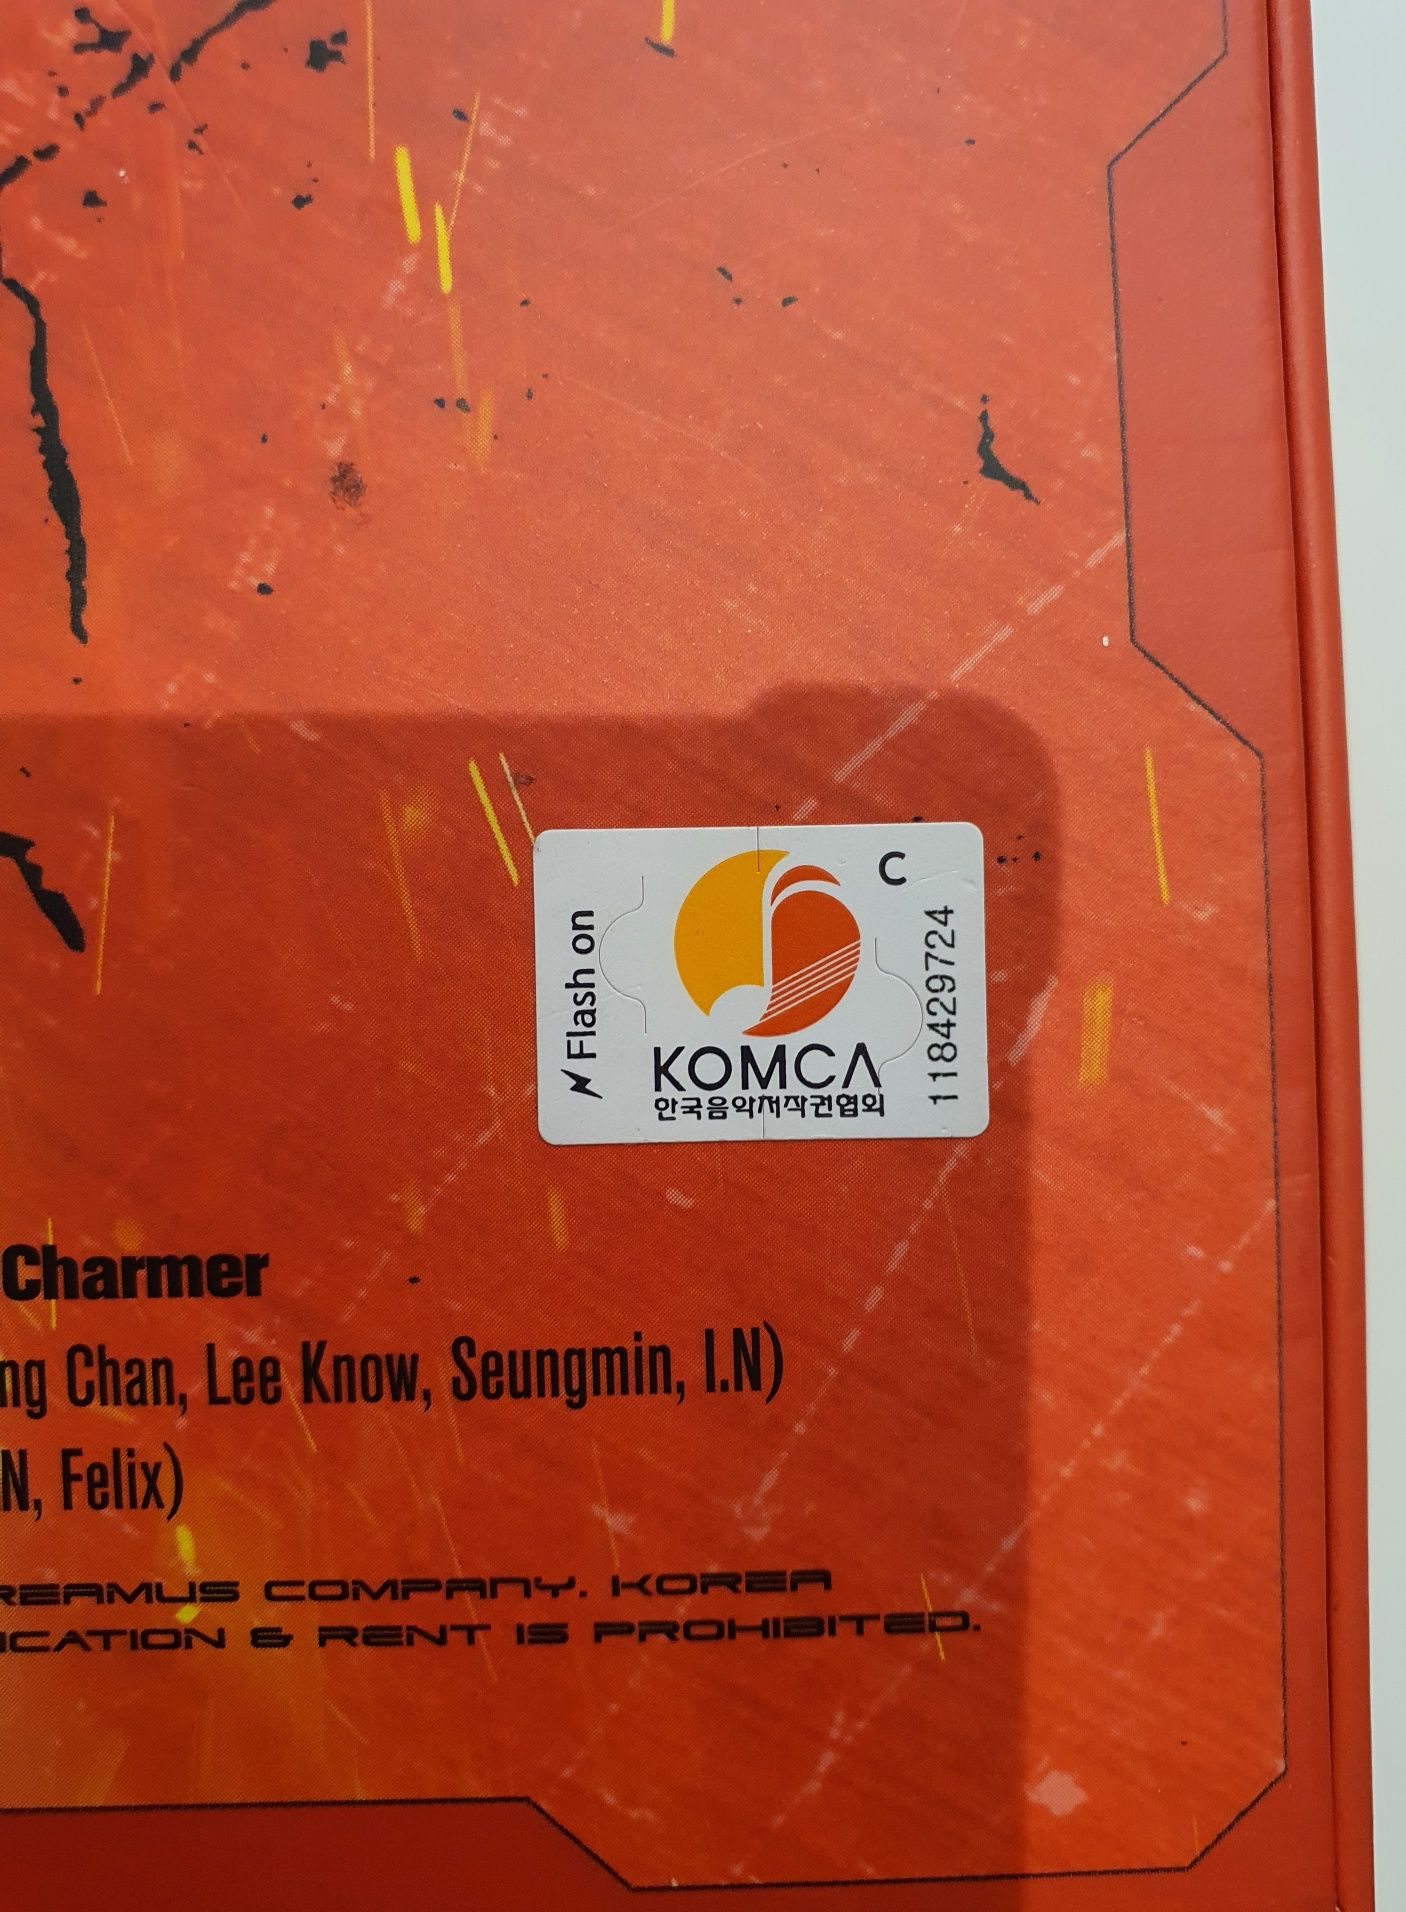 Flash on
C
118429724
KOMCA
한국음악저작권협회
Charmer
ng Chan, Lee Know, Seungmin, I.N)
N, Felix)
REAMUS COMPANY. KOREA
ICATION & RENT IS PROHIBITED.